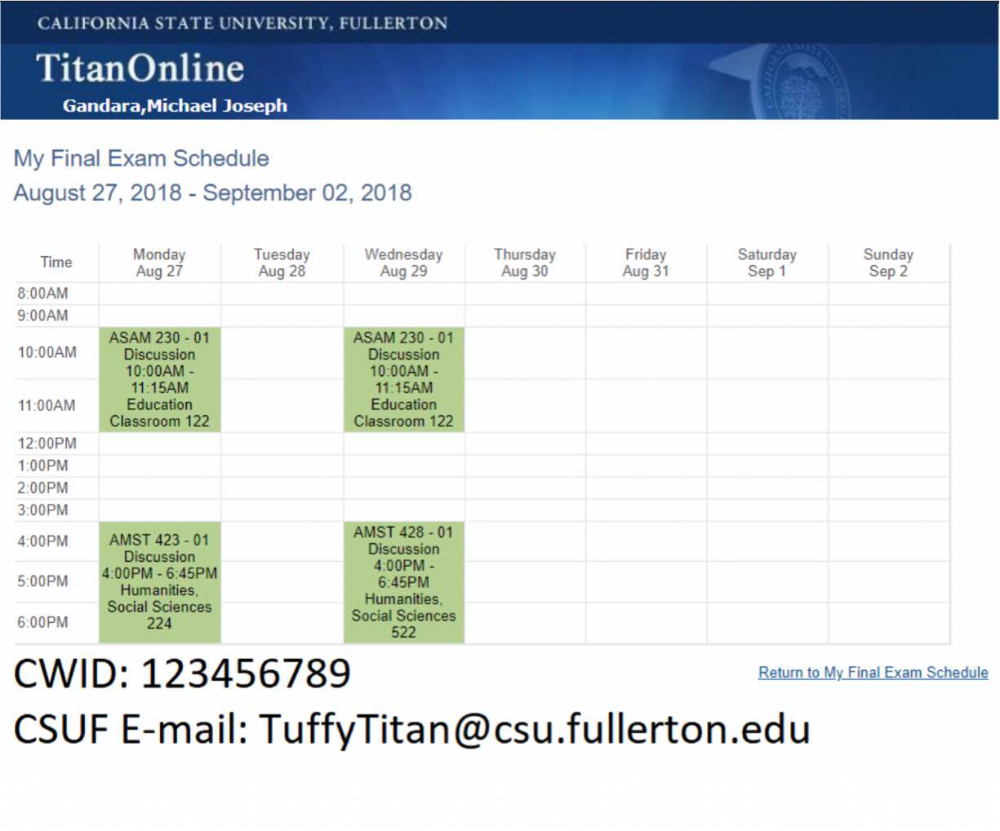 CALIFORNIA STATE UNIVERSITY, FULLERTON
TitanOnline
Gandara,Michael Joseph
My Final Exam Schedule
August 27, 2018 - September 02, 2018
Time
Monday
Aug 27
Tuesday
Aug 28
Wednesday
Aug 29
Thursday
Aug 30
Friday
Aug 31
Saturday
Sep 1
Sunday
Sep 2
8:00AM
9:00AM
10:00AM
ASAM 230 - 01
Discussion
10:00AM -
11:15AM
Education
Classroom 122
ASAM 230 - 01
Discussion
10:00AM -
11:15AM
Education
Classroom 122
11:00AM
12:00PM
1:00PM
2:00PM
3:00PM
4:00PM
AMST 423 - 01
Discussion
4:00PM - 6:45PM
Humanities,
Social Sciences
224
AMST 428 - 01
Discussion
4:00PM -
6:45PM
Humanities,
Social Sciences
522
5:00PM
6:00PM
CWID: 123456789
Return to My Final Exam Schedule
CSUF E-mail: TuffyTitan@csu.fullerton.edu